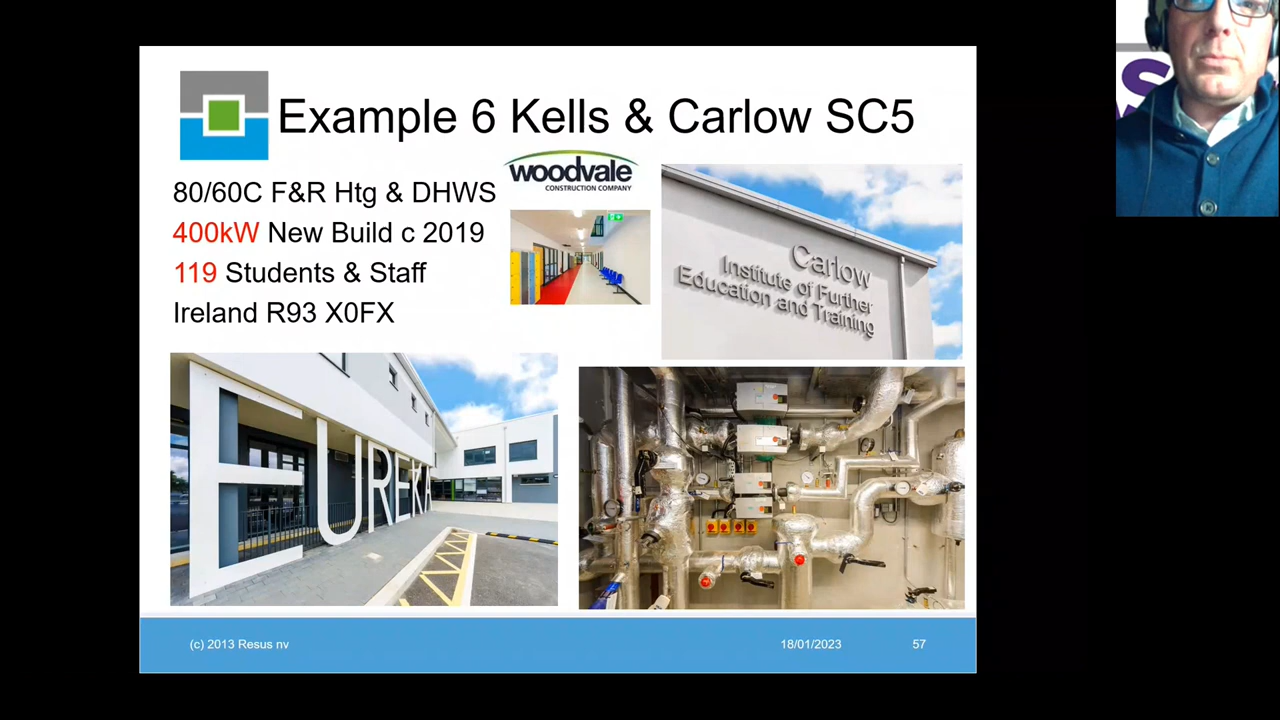 Example 6 Kells & Carlow SC5
80/60C F&R Htg & DHWS
400kW New Build c 2019
119 Students & Staff
Ireland R93 X0FX
woodvale
CONSTRUCTION COMPANY
Carlow
Institute of Further
Education and Training
EUREKA
(c) 2013 Resus nv
18/01/2023
57
S